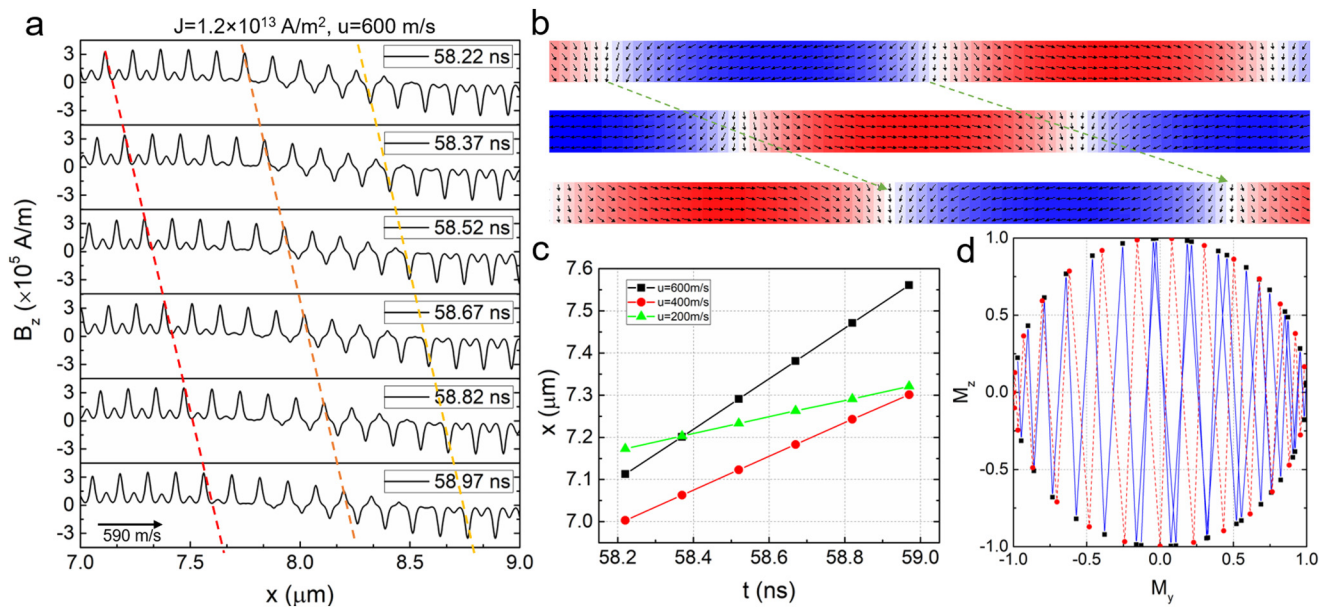 a
J=1.2×10¹³ A/m², u=600 m/s
B_z (×10⁵ A/m)
3
0
-3
58.22 ns
3
0
-3
58.37 ns
3
0
-3
58.52 ns
3
0
-3
58.67 ns
3
0
-3
58.82 ns
3
0
-3
58.97 ns
590 m/s
7.0 7.5 8.0 8.5 9.0
x (μm)
b
c
7.6
7.5
7.4
7.3
7.2
7.1
7.0
x (μm)
u=600m/s
u=400m/s
u=200m/s
58.2 58.4 58.6 58.8 59.0
t (ns)
d
1.0
0.5
0.0
-0.5
-1.0
M_z
-1.0 -0.5 0.0 0.5 1.0
M_y